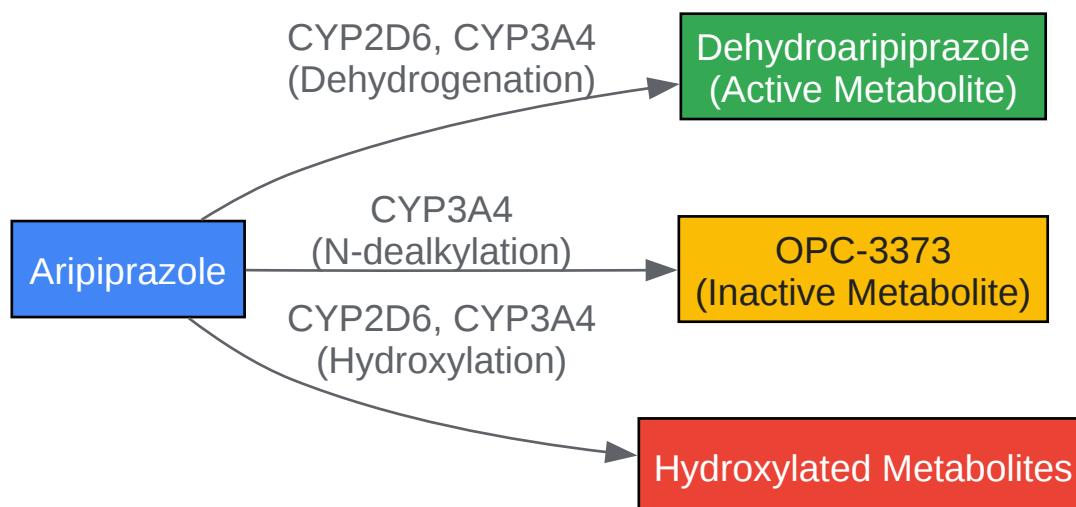 CYP2D6, CYP3A4
(Dehydrogenation)
Dehydroaripiprazole
(Active Metabolite)
Aripiprazole
CYP3A4
(N-dealkylation)
OPC-3373
(Inactive Metabolite)
CYP2D6, CYP3A4
(Hydroxylation)
Hydroxylated Metabolites